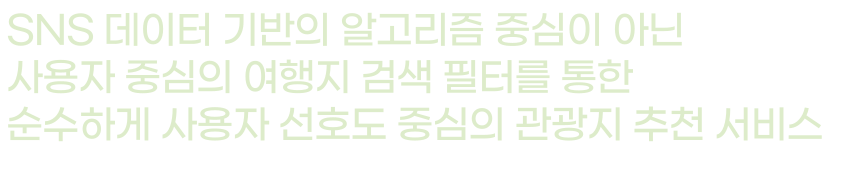 SNS 데이터 기반의 알고리즘 중심이 아닌
사용자 중심의 여행지 검색 필터를 통한
순수하게 사용자 선호도 중심의 관광지 추천 서비스